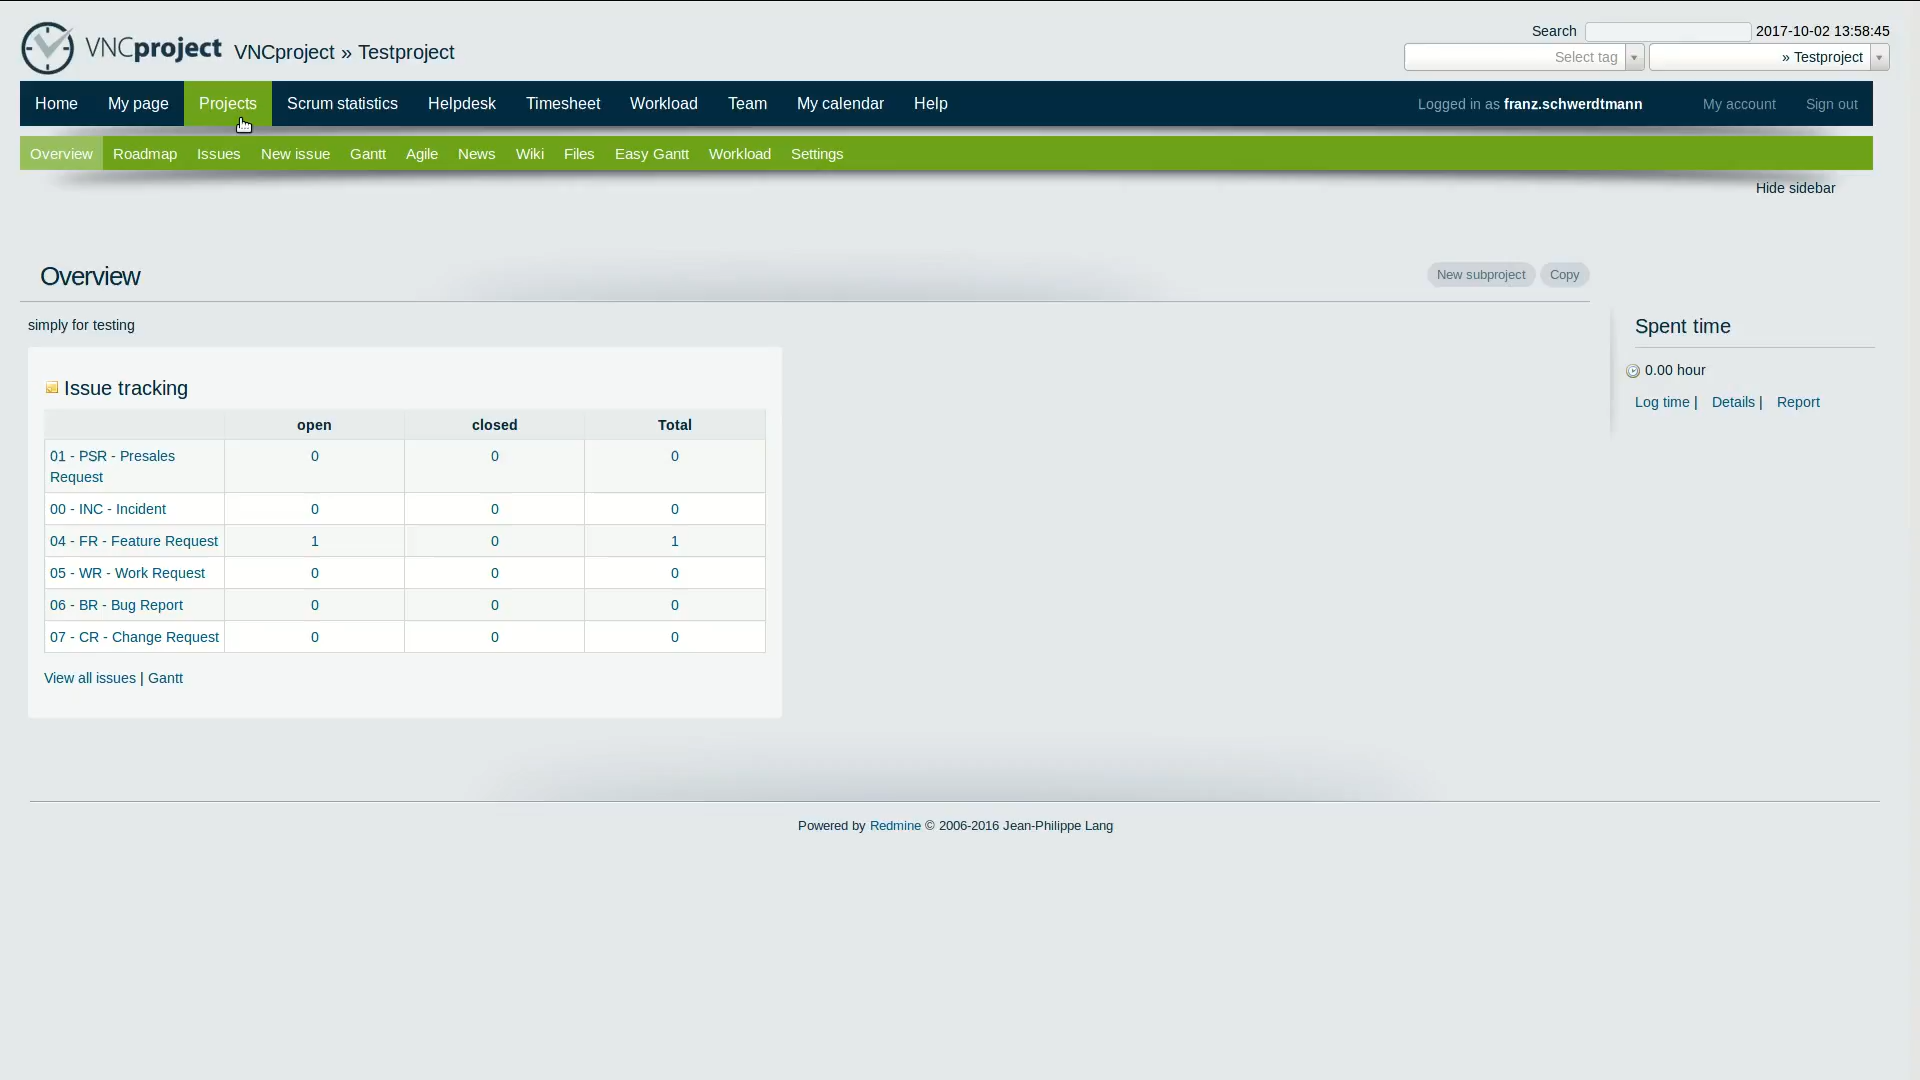 VNCproject VNCproject » Testproject
Search 2017-10-02 13:58:45
Select tag » Testproject
Home My page Projects Scrum statistics Helpdesk Timesheet Workload Team My calendar Help Logged in as franz.schwerdtmann My account Sign out
Overview Roadmap Issues New issue Gantt Agile News Wiki Files Easy Gantt Workload Settings
Hide sidebar
Overview New subproject Copy
simply for testing
Spent time
0.00 hour
Log time | Details | Report
Issue tracking
open closed Total
01 - PSR - Presales
Request 0 0 0
00 - INC - Incident 0 0 0
04 - FR - Feature Request 1 0 1
05 - WR - Work Request 0 0 0
06 - BR - Bug Report 0 0 0
07 - CR - Change Request 0 0 0
View all issues | Gantt
Powered by Redmine © 2006-2016 Jean-Philippe Lang